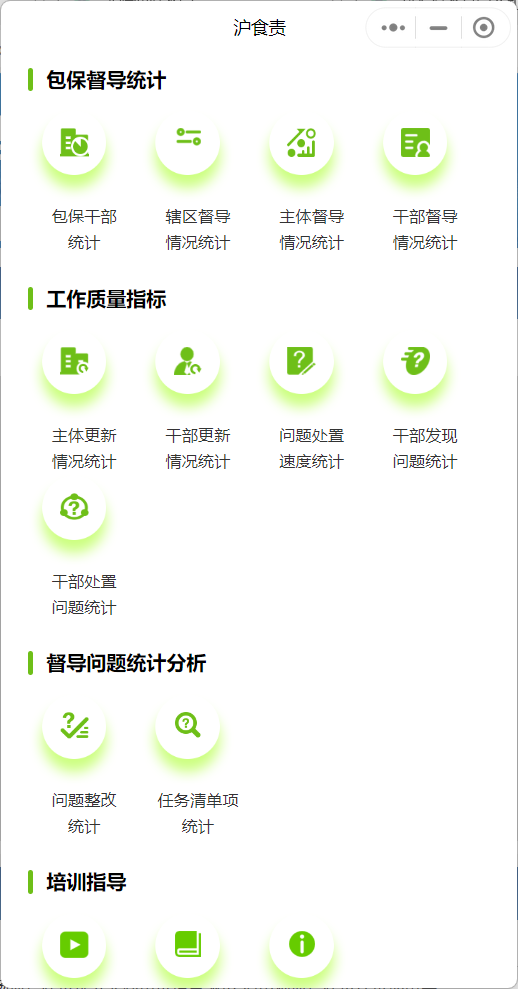 沪食责
包保督导统计
包保干部 辖区督导 主体督导 干部督导
统计 情况统计 情况统计 情况统计
工作质量指标
主体更新 干部更新 问题处置 干部发现
情况统计 情况统计 速度统计 问题统计
干部处置
问题统计
督导问题统计分析
问题整改 任务清单项
统计 统计
培训指导